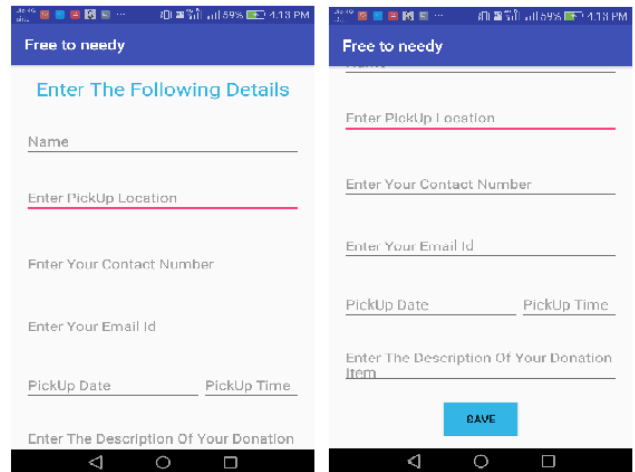 59% 4:13 PM
Free to needy
Enter The Following Details
Name
Enter PickUp Location
Enter Your Contact Number
Enter Your Email Id
PickUp Date PickUp Time
Enter The Description Of Your Donation
59% 4:13 PM
Free to needy
Enter PickUp Location
Enter Your Contact Number
Enter Your Email Id
PickUp Date PickUp Time
Enter The Description Of Your Donation
Item
SAVE